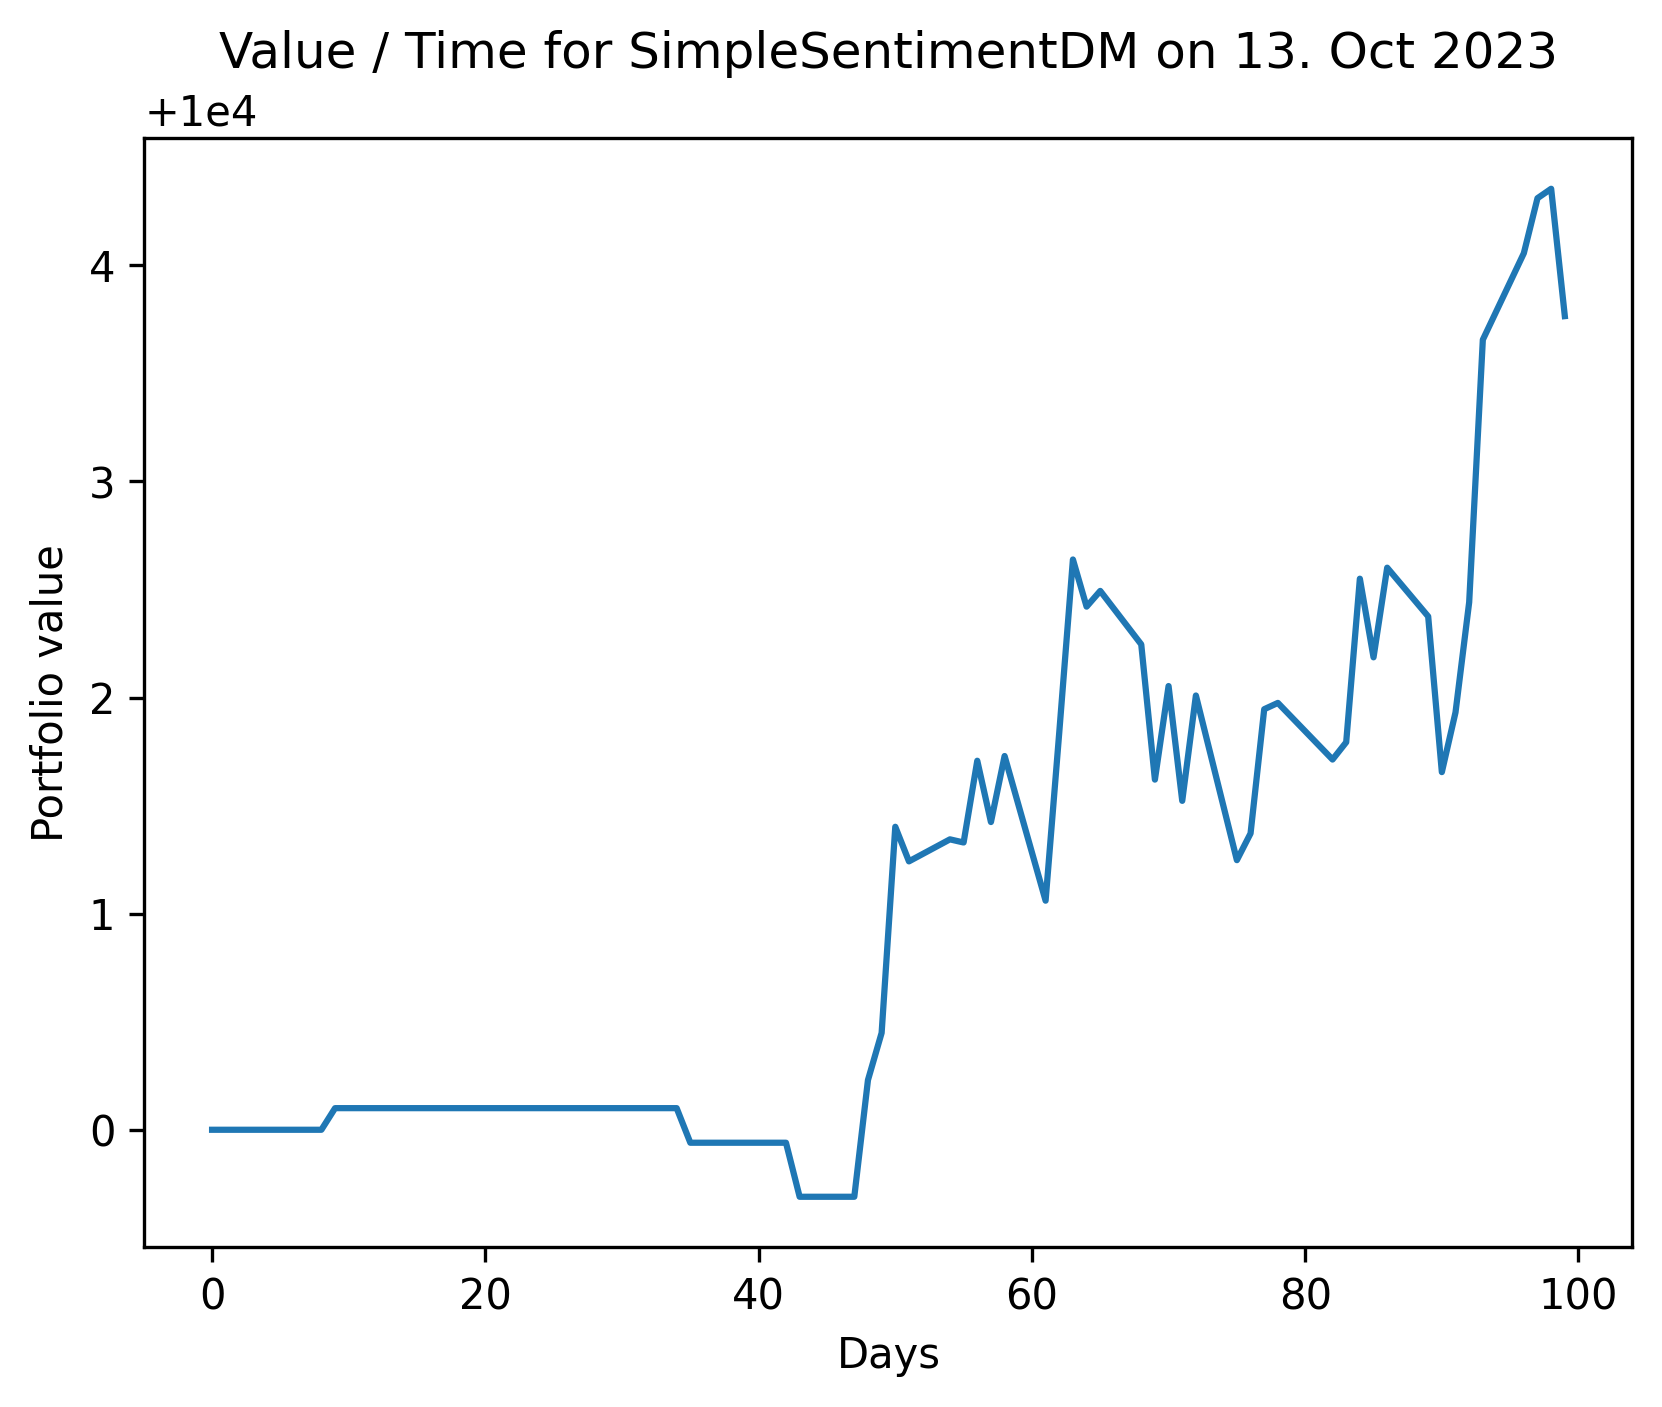 Value / Time for SimpleSentimentDM on 13. Oct 2023
+1e4
4
3
2
1
0
Portfolio value
0 20 40 60 80 100
Days